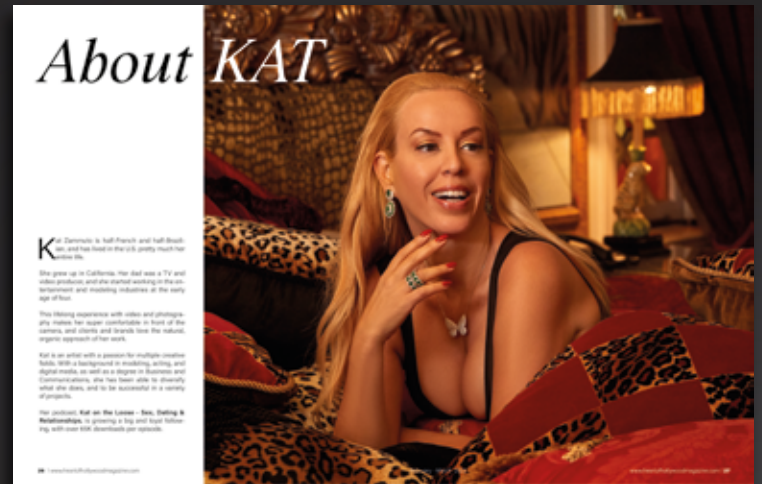 About KAT
Kat Zammuto is half-French and half-Brazil-
ian, and has lived in the U.S. pretty much her
entire life.
She grew up in California. Her dad was a TV and
video producer, and she started working in the en-
tertainment and modeling industries at the early
age of four.
This lifelong experience with video and photogra-
phy makes her super comfortable in front of the
camera, and clients and brands love the natural,
organic approach of her work.
Kat is an artist with a passion for multiple creative
fields. With a background in modeling, acting, and
digital media, as well as a degree in Business and
Communications, she has been able to diversify
what she does, and to be successful in a variety
of projects.
Her podcast, Kat on the Loose - Sex, Dating &
Relationships, is growing a big and loyal follow-
ing, with over 65K downloads per episode.
| www.heartofhollywoodmagazine.com
www.heartofhollywoodmagazine.com |